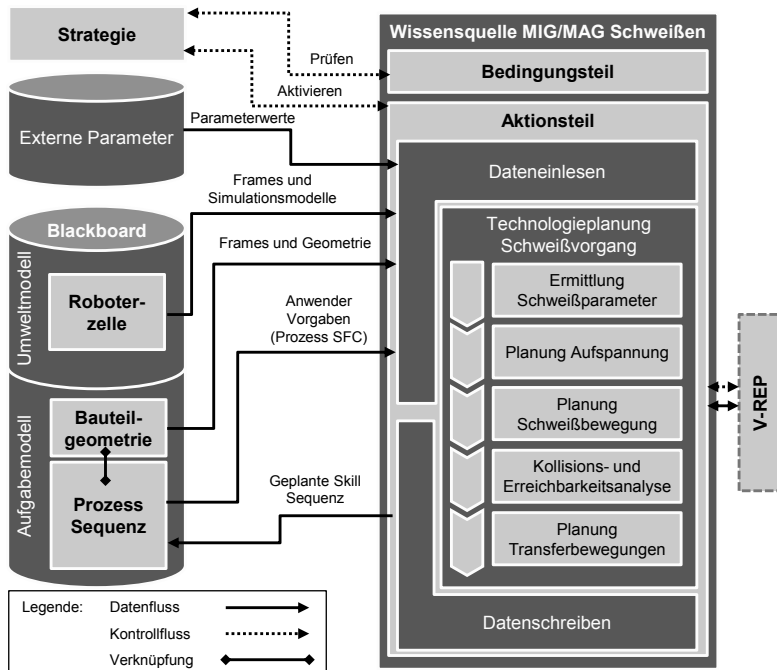 Strategie
Prüfen
Aktivieren
Externe Parameter
Parameterwerte
Frames und
Simulationsmodelle
Blackboard
Frames und Geometrie
Umweltmodell
Roboter-
zelle
Anwender
Vorgaben
(Prozess SFC)
Aufgabemodell
Bauteil-
geometrie
Prozess
Sequenz
Geplante Skill
Sequenz
Wissensquelle MIG/MAG Schweißen
Bedingungsteil
Aktionsteil
Dateneinlesen
Technologieplanung
Schweißvorgang
Ermittlung
Schweißparameter
Planung Aufspannung
Planung
Schweißbewegung
Kollisions- und
Erreichbarkeitsanalyse
Planung
Transferbewegungen
Datenschreiben
V-REP
Legende:
Datenfluss
Kontrollfluss
Verknüpfung